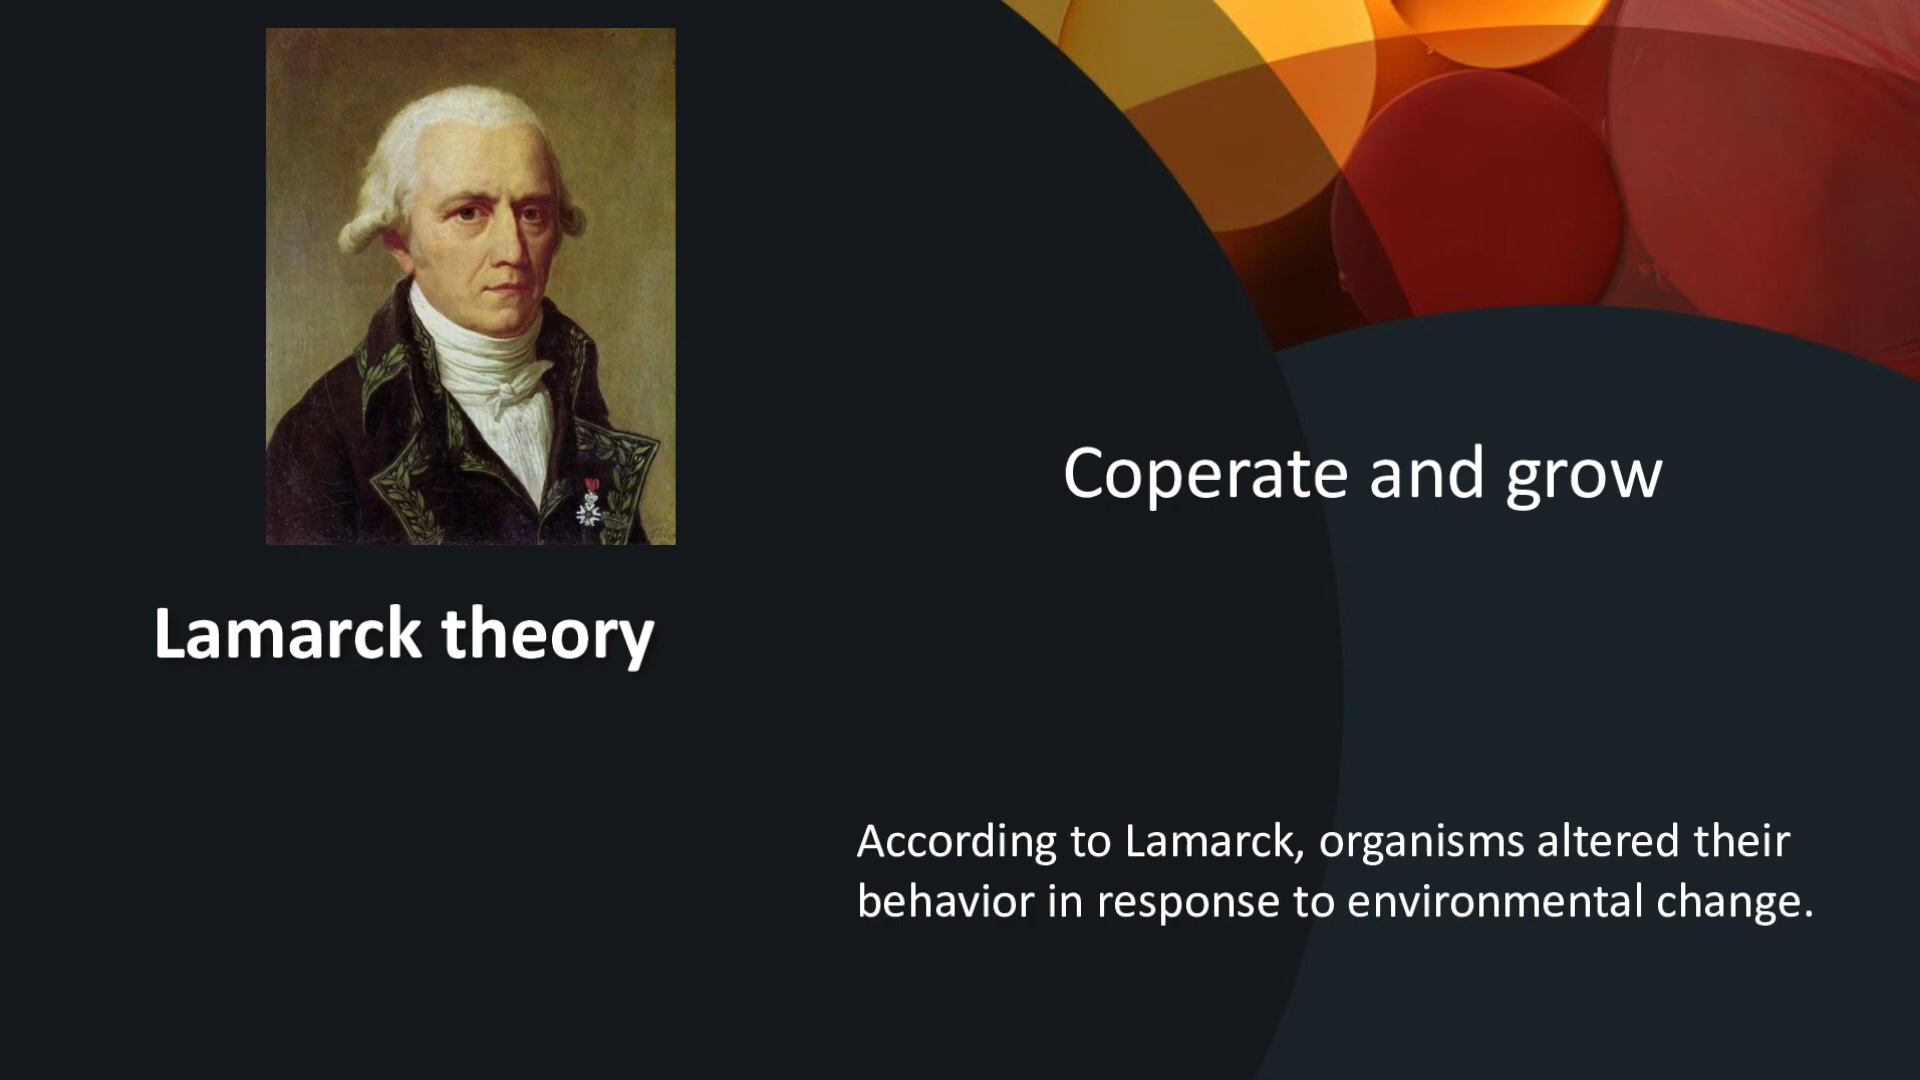 Coperate and grow
Lamarck theory
According to Lamarck, organisms altered their
behavior in response to environmental change.